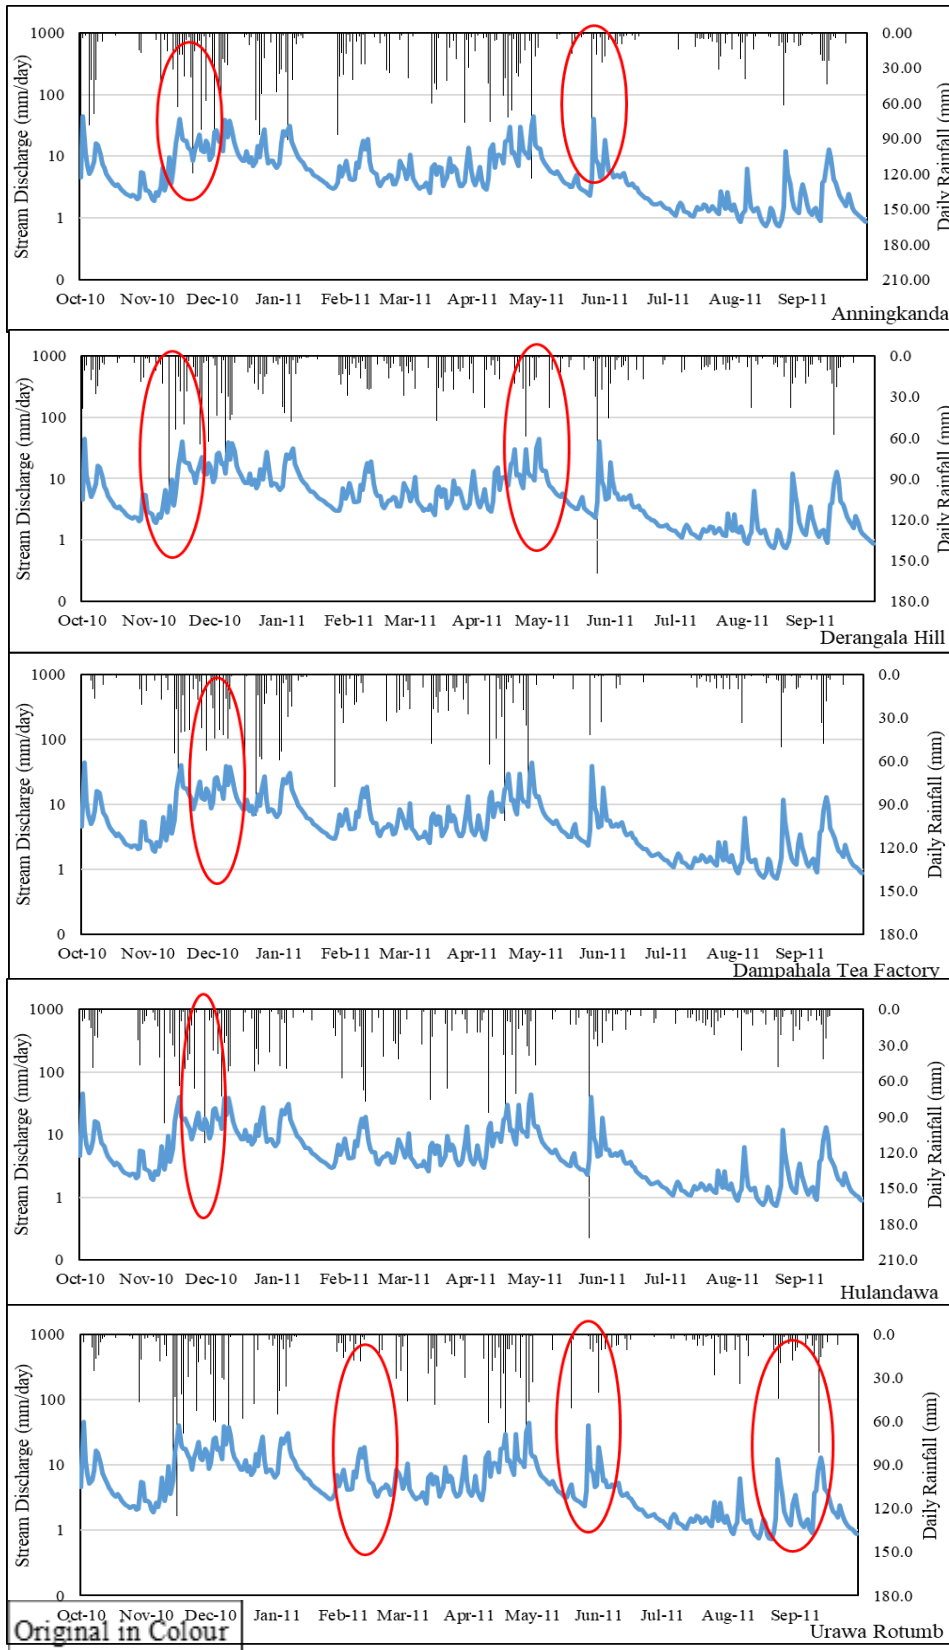 1000
100
10
1
0
Stream Discharge (mm/day)
0.00
30.00
60.00
90.00
120.00
150.00
180.00
210.00
Daily Rainfall (mm)
Oct-10 Nov-10 Dec-10 Jan-11 Feb-11 Mar-11 Apr-11 May-11 Jun-11 Jul-11 Aug-11 Sep-11
Anningkanda
1000
100
10
1
0
Stream Discharge (mm/day)
0.0
30.0
60.0
90.0
120.0
150.0
180.0
Daily Rainfall (mm)
Oct-10 Nov-10 Dec-10 Jan-11 Feb-11 Mar-11 Apr-11 May-11 Jun-11 Jul-11 Aug-11 Sep-11
Derangala Hill
1000
100
10
1
0
Stream Discharge (mm/day)
0.0
30.0
60.0
90.0
120.0
150.0
180.0
Daily Rainfall (mm)
Oct-10 Nov-10 Dec-10 Jan-11 Feb-11 Mar-11 Apr-11 May-11 Jun-11 Jul-11 Aug-11 Sep-11
Dampahala Tea Factory
1000
100
10
1
0
Stream Discharge (mm/day)
0.0
30.0
60.0
90.0
120.0
150.0
180.0
210.0
Daily Rainfall (mm)
Oct-10 Nov-10 Dec-10 Jan-11 Feb-11 Mar-11 Apr-11 May-11 Jun-11 Jul-11 Aug-11 Sep-11
Hulandawa
1000
100
10
1
0
Stream Discharge (mm/day)
0.0
30.0
60.0
90.0
120.0
150.0
180.0
Daily Rainfall (mm)
Oct-10 Nov-10 Dec-10 Jan-11 Feb-11 Mar-11 Apr-11 May-11 Jun-11 Jul-11 Aug-11 Sep-11
Urawa Rotumb
Original in Colour